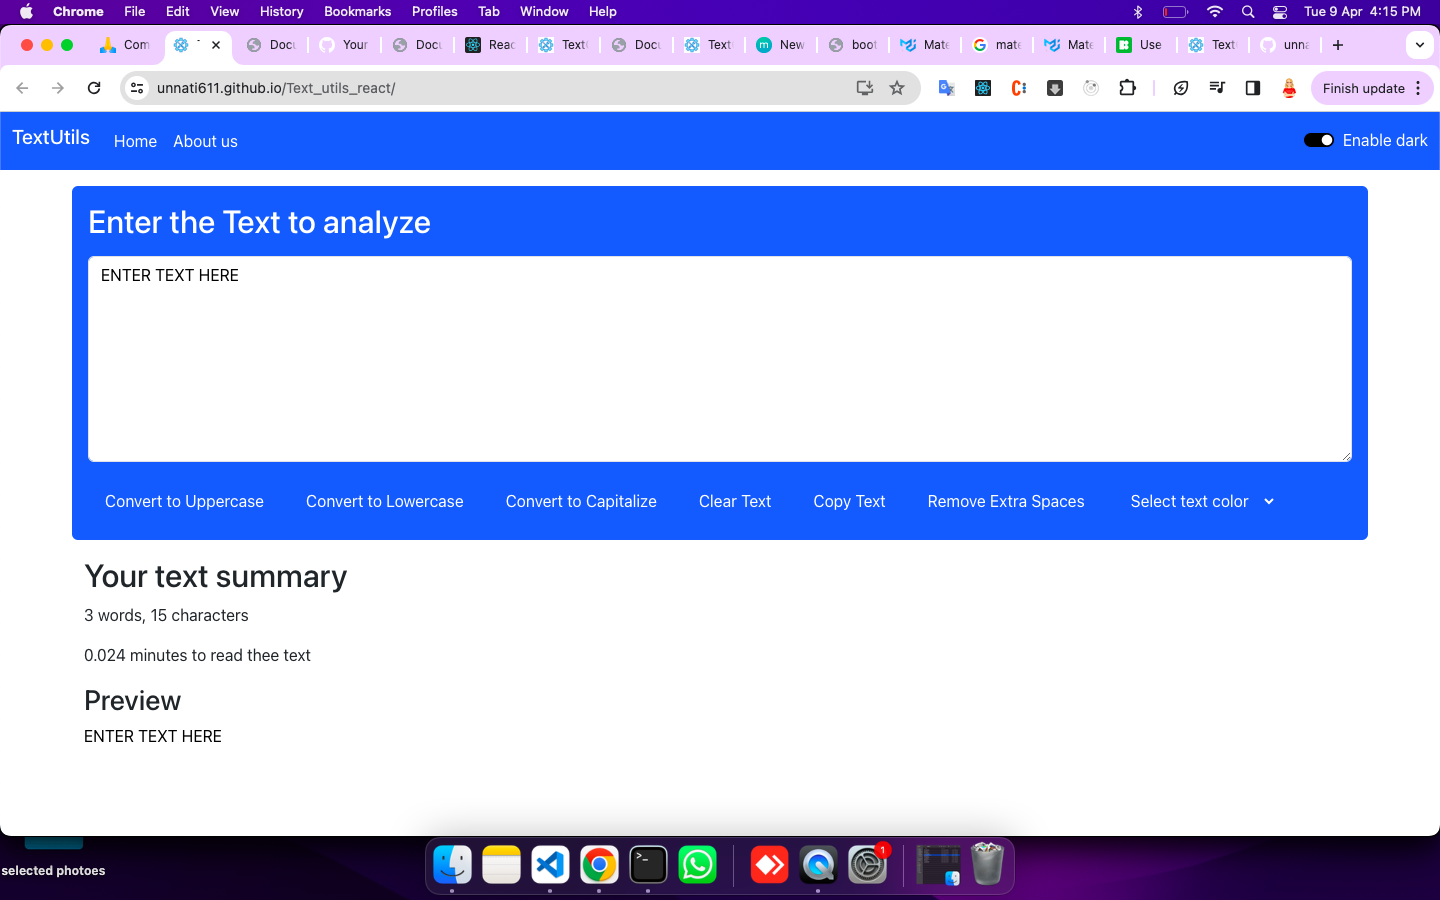 Chrome File Edit View History Bookmarks Profiles Tab Window Help Tue 9 Apr 4:15 PM
Com Docu Your Docu Reac Text Docu Text New boot Mate mate Mate Use Text unna
unnati611.github.io/Text_utils_react/ Finish update
TextUtils Home About us Enable dark
Enter the Text to analyze
ENTER TEXT HERE
Convert to Uppercase Convert to Lowercase Convert to Capitalize Clear Text Copy Text Remove Extra Spaces Select text color
Your text summary
3 words, 15 characters
0.024 minutes to read thee text
Preview
ENTER TEXT HERE
1
selected photoes